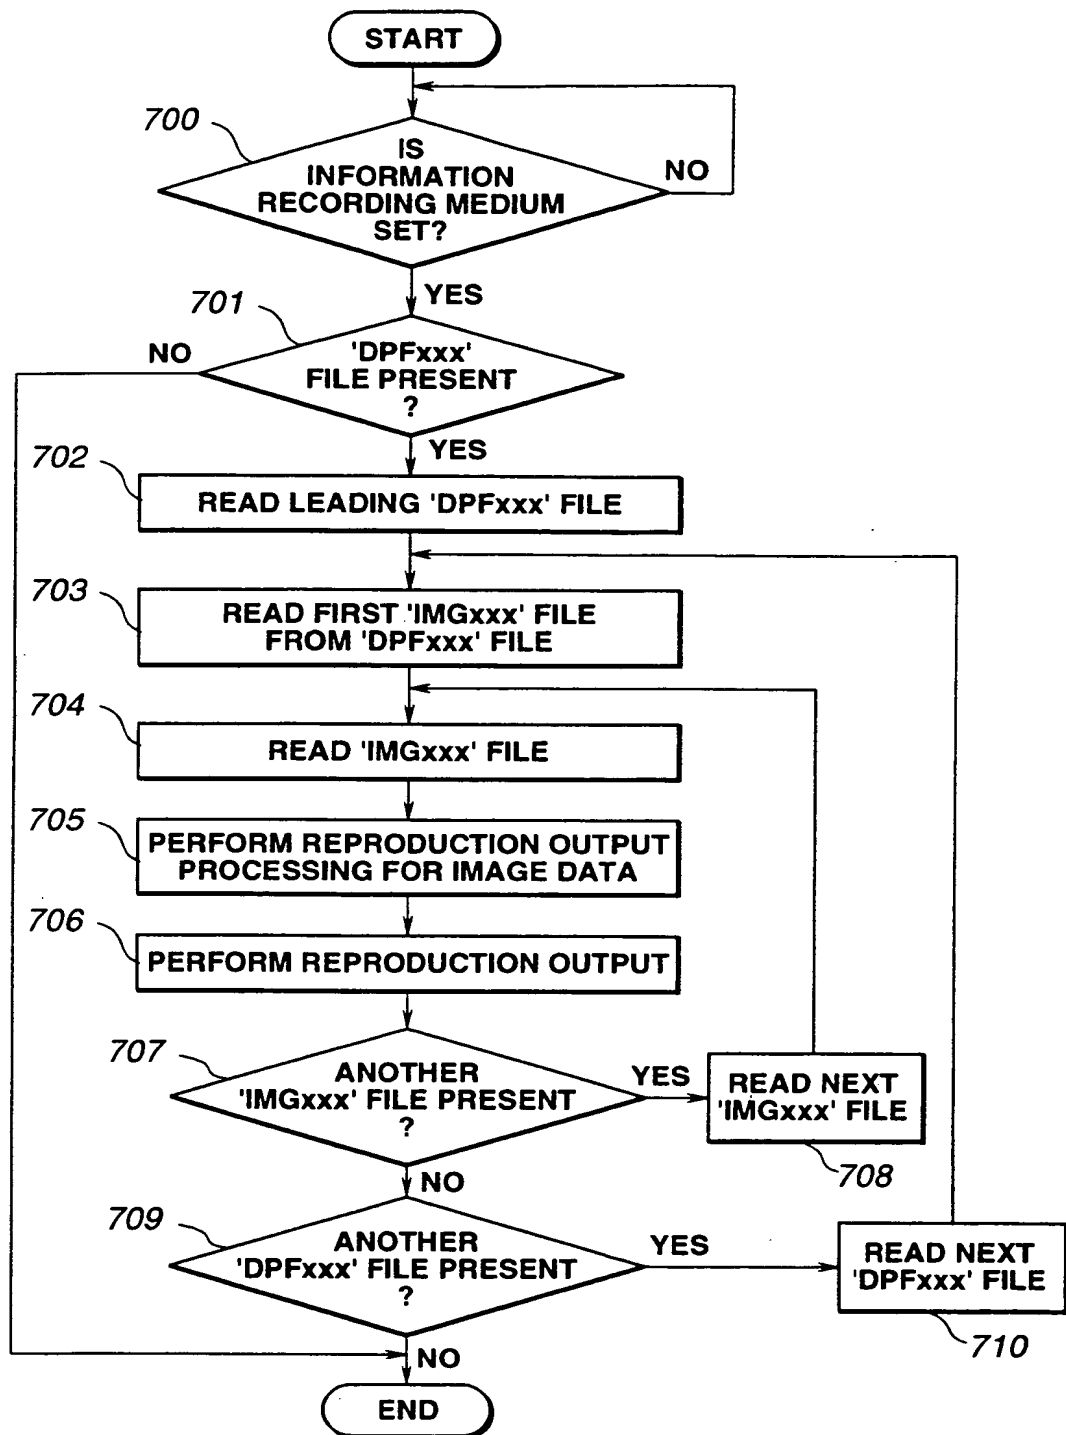 START
700
IS
INFORMATION
RECORDING MEDIUM
SET?
NO
YES
701
NO
'DPFxxx'
FILE PRESENT
?
YES
702
READ LEADING 'DPFxxx' FILE
703
READ FIRST 'IMGxxx' FILE
FROM 'DPFxxx' FILE
704
READ 'IMGxxx' FILE
705
PERFORM REPRODUCTION OUTPUT
PROCESSING FOR IMAGE DATA
706
PERFORM REPRODUCTION OUTPUT
707
ANOTHER
'IMGxxx' FILE PRESENT
?
YES
READ NEXT
'IMGxxx' FILE
708
NO
709
ANOTHER
'DPFxxx' FILE PRESENT
?
YES
READ NEXT
'DPFxxx' FILE
710
NO
END